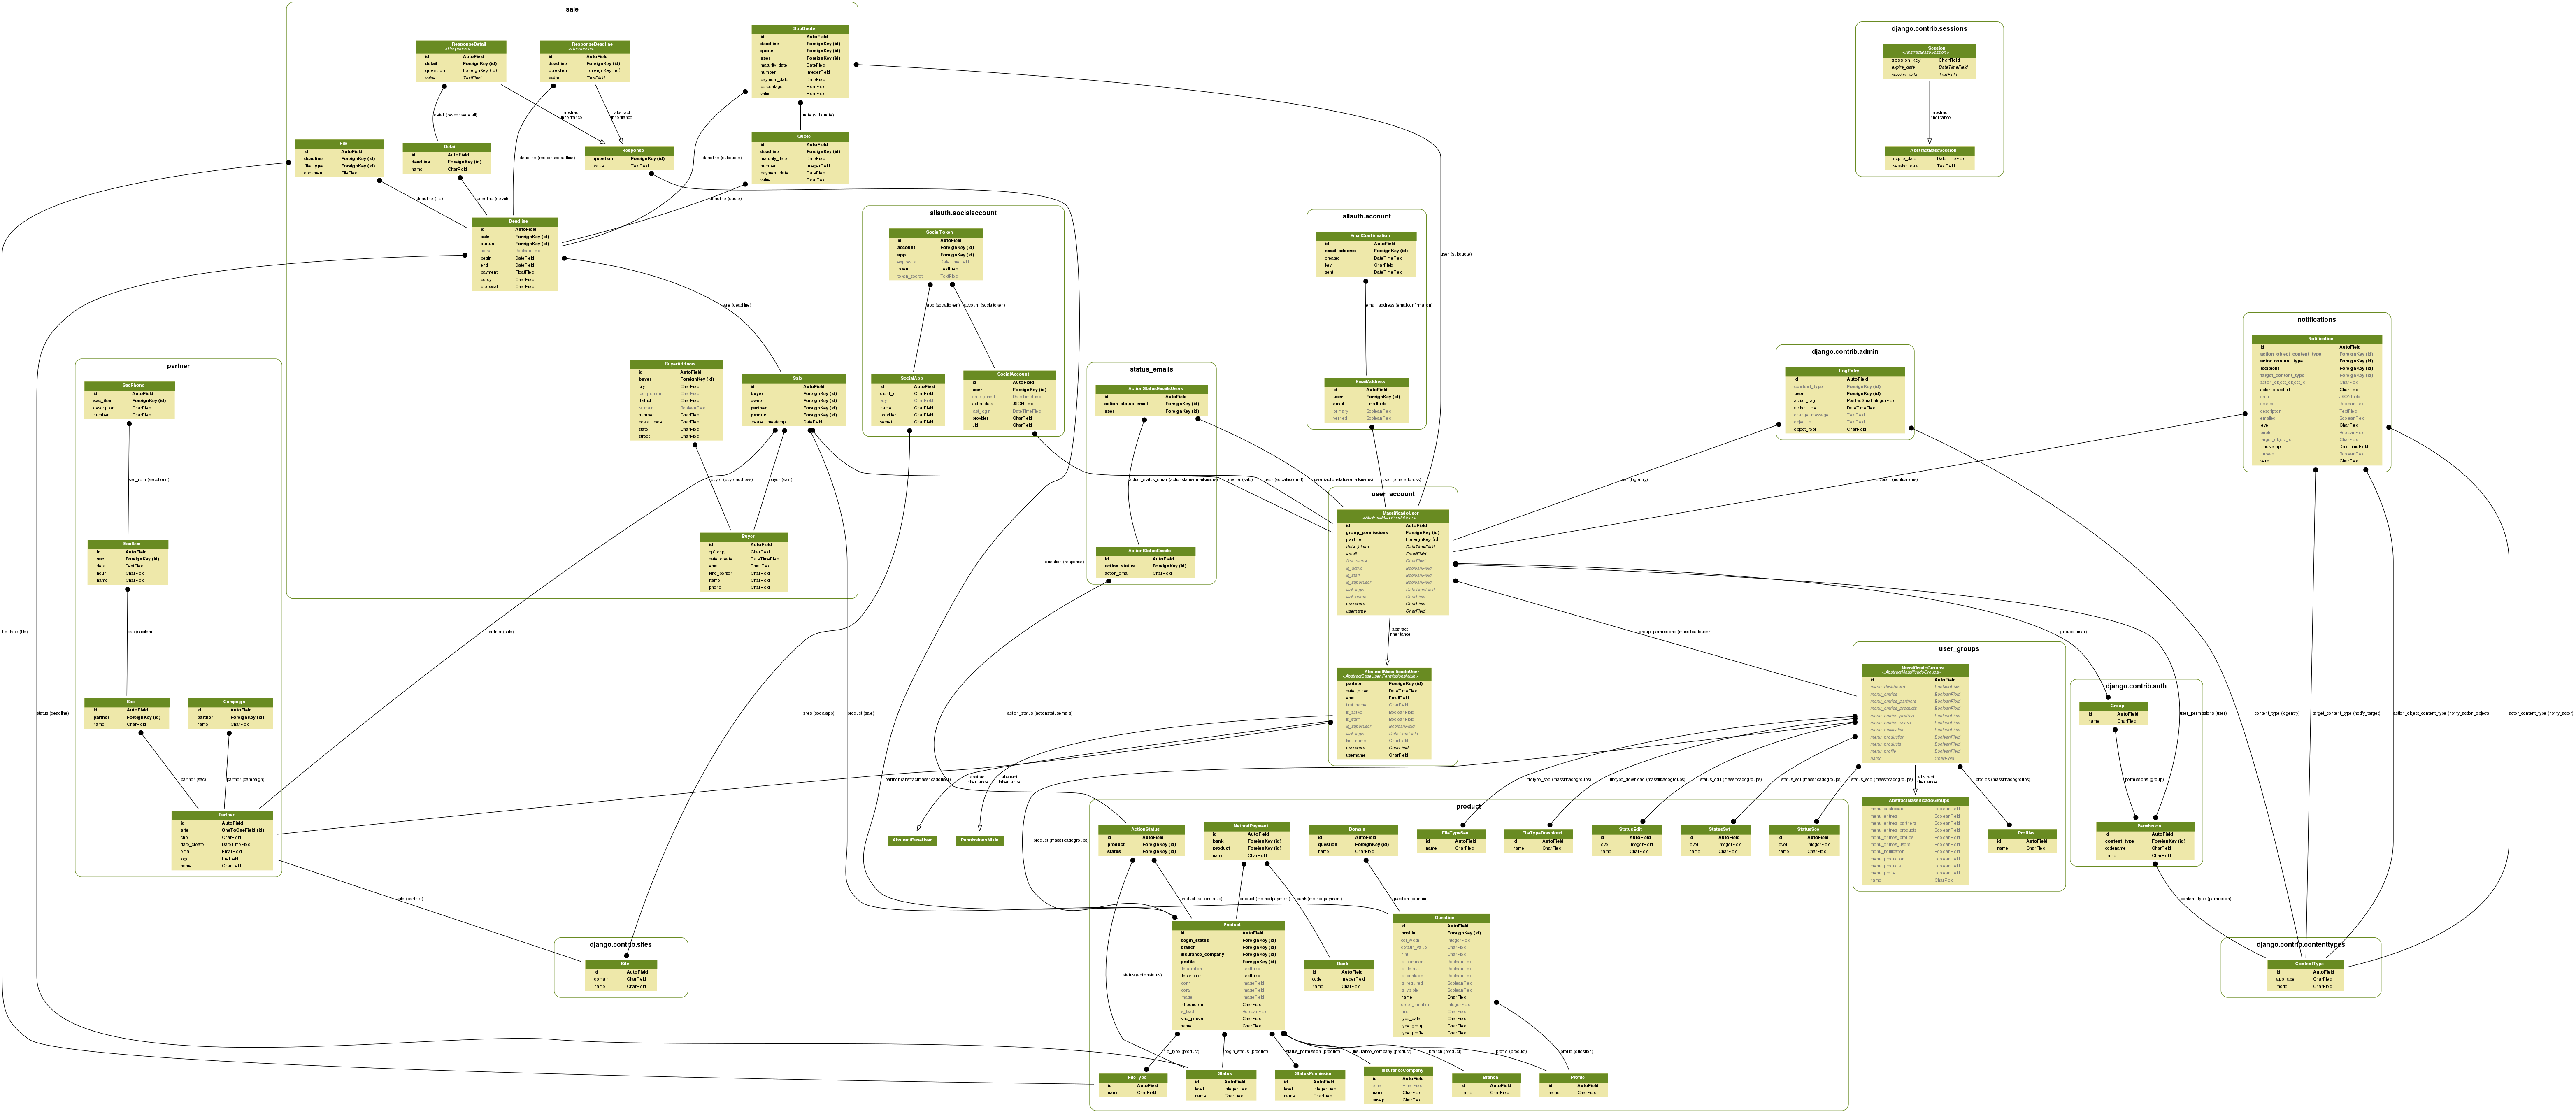 sale
ResponseDetail
<Response>
id AutoField
detail ForeignKey (id)
question ForeignKey (id)
value TextField
ResponseDeadline
<Response>
id AutoField
deadline ForeignKey (id)
question ForeignKey (id)
value TextField
SubQuote
id AutoField
deadline ForeignKey (id)
quote ForeignKey (id)
user ForeignKey (id)
maturity_date DateField
number IntegerField
payment_date DateField
percentage FloatField
value FloatField
detail (responsedetail)
abstract
inheritance
abstract
inheritance
quote (subquote)
File
id AutoField
deadline ForeignKey (id)
file_type ForeignKey (id)
document FileField
Detail
id AutoField
deadline ForeignKey (id)
name CharField
deadline (responsedeadline)
Response
question ForeignKey (id)
value TextField
deadline (subquote)
Quote
id AutoField
deadline ForeignKey (id)
maturity_date DateField
number IntegerField
payment_date DateField
value FloatField
deadline (file)
deadline (detail)
deadline (quote)
Deadline
id AutoField
sale ForeignKey (id)
status ForeignKey (id)
active BooleanField
begin DateField
end DateField
payment FloatField
policy CharField
proposal CharField
sale (deadline)
BuyerAddress
id AutoField
buyer ForeignKey (id)
city CharField
complement CharField
district CharField
is_main BooleanField
number CharField
postal_code CharField
state CharField
street CharField
Sale
id AutoField
buyer ForeignKey (id)
owner ForeignKey (id)
partner ForeignKey (id)
product ForeignKey (id)
create_timestamp DateField
buyer (buyeraddress)
buyer (sale)
Buyer
id AutoField
cpf_cnpj CharField
date_create DateTimeField
email EmailField
kind_person CharField
name CharField
phone CharField
django.contrib.sessions
Session
<AbstractBaseSession>
session_key CharField
expire_date DateTimeField
session_data TextField
abstract
inheritance
AbstractBaseSession
expire_date DateTimeField
session_data TextField
allauth.socialaccount
SocialToken
id AutoField
account ForeignKey (id)
app ForeignKey (id)
expires_at DateTimeField
token TextField
token_secret TextField
app (socialtoken)
account (socialtoken)
SocialApp
id AutoField
client_id CharField
key CharField
name CharField
provider CharField
secret CharField
SocialAccount
id AutoField
user ForeignKey (id)
date_joined DateTimeField
extra_data JSONField
last_login DateTimeField
provider CharField
uid CharField
allauth.account
EmailConfirmation
id AutoField
email_address ForeignKey (id)
created DateTimeField
key CharField
sent DateTimeField
email_address (emailconfirmation)
EmailAddress
id AutoField
user ForeignKey (id)
email EmailField
primary BooleanField
verified BooleanField
user (subquote)
status_emails
ActionStatusEmailsUsers
id AutoField
action_status_email ForeignKey (id)
user ForeignKey (id)
action_status_email (actionstatusemailsusers)
owner (sale)
user (socialaccount)
user (actionstatusemailsusers)
user (emailaddress)
ActionStatusEmails
id AutoField
action_status ForeignKey (id)
action_email CharField
question (response)
django.contrib.admin
LogEntry
id AutoField
content_type ForeignKey (id)
user ForeignKey (id)
action_flag PositiveSmallIntegerField
action_time DateTimeField
change_message TextField
object_id TextField
object_repr CharField
user (logentry)
notifications
Notification
id AutoField
action_object_content_type ForeignKey (id)
actor_content_type ForeignKey (id)
recipient ForeignKey (id)
target_content_type ForeignKey (id)
action_object_object_id CharField
actor_object_id CharField
data JSONField
deleted BooleanField
description TextField
emailed BooleanField
level CharField
public BooleanField
target_object_id CharField
timestamp DateTimeField
unread BooleanField
verb CharField
recipient (notifications)
partner
SacPhone
id AutoField
sac_item ForeignKey (id)
description CharField
number CharField
sac_item (sacphone)
SacItem
id AutoField
sac ForeignKey (id)
detail TextField
hour CharField
name CharField
sac (sacitem)
Sac
id AutoField
partner ForeignKey (id)
name CharField
Campaign
id AutoField
partner ForeignKey (id)
name CharField
partner (sac)
partner (campaign)
Partner
id AutoField
site OneToOneField (id)
cnpj CharField
date_create DateTimeField
email EmailField
logo FileField
name CharField
file_type (file)
status (deadline)
partner (sale)
sites (socialapp)
product (sale)
action_status (actionstatusemails)
user_account
MassificadoUser
<AbstractMassificadoUser>
id AutoField
group_permissions ForeignKey (id)
partner ForeignKey (id)
date_joined DateTimeField
email EmailField
first_name CharField
is_active BooleanField
is_staff BooleanField
is_superuser BooleanField
last_login DateTimeField
last_name CharField
password CharField
username CharField
abstract
inheritance
AbstractMassificadoUser
<AbstractBaseUser,PermissionsMixin>
partner ForeignKey (id)
date_joined DateTimeField
email EmailField
first_name CharField
is_active BooleanField
is_staff BooleanField
is_superuser BooleanField
last_login DateTimeField
last_name CharField
password CharField
username CharField
group_permissions (massificadouser)
groups (user)
user_permissions (user)
content_type (logentry)
target_content_type (notify_target)
action_object_content_type (notify_action_object)
actor_content_type (notify_actor)
user_groups
MassificadoGroups
<AbstractMassificadoGroups>
id AutoField
menu_dashboard BooleanField
menu_entries BooleanField
menu_entries_partners BooleanField
menu_entries_products BooleanField
menu_entries_profiles BooleanField
menu_entries_users BooleanField
menu_notification BooleanField
menu_production BooleanField
menu_products BooleanField
menu_profile BooleanField
name CharField
abstract
inheritance
profiles (massificadogroups)
AbstractMassificadoGroups
menu_dashboard BooleanField
menu_entries BooleanField
menu_entries_partners BooleanField
menu_entries_products BooleanField
menu_entries_profiles BooleanField
menu_entries_users BooleanField
menu_notification BooleanField
menu_production BooleanField
menu_products BooleanField
menu_profile BooleanField
name CharField
Profiles
id AutoField
name CharField
django.contrib.auth
Group
id AutoField
name CharField
permissions (group)
Permission
id AutoField
content_type ForeignKey (id)
codename CharField
name CharField
content_type (permission)
partner (abstractmassificadouser)
abstract
inheritance
abstract
inheritance
filetype_see (massificadogroups)
filetype_download (massificadogroups)
status_edit (massificadogroups)
status_set (massificadogroups)
status_see (massificadogroups)
AbstractBaseUser
PermissionsMixin
product (massificadogroups)
product
ActionStatus
id AutoField
product ForeignKey (id)
status ForeignKey (id)
MethodPayment
id AutoField
bank ForeignKey (id)
product ForeignKey (id)
name CharField
Domain
id AutoField
question ForeignKey (id)
name CharField
FileTypeSee
id AutoField
name CharField
FileTypeDownload
id AutoField
name CharField
StatusEdit
id AutoField
level IntegerField
name CharField
StatusSet
id AutoField
level IntegerField
name CharField
StatusSee
id AutoField
level IntegerField
name CharField
product (actionstatus)
product (methodpayment)
bank (methodpayment)
question (domain)
status (actionstatus)
Product
id AutoField
begin_status ForeignKey (id)
branch ForeignKey (id)
insurance_company ForeignKey (id)
profile ForeignKey (id)
declaration TextField
description TextField
icon1 ImageField
icon2 ImageField
image ImageField
introduction CharField
is_lead BooleanField
kind_person CharField
name CharField
Bank
id AutoField
code IntegerField
name CharField
Question
id AutoField
profile ForeignKey (id)
col_width IntegerField
default_value CharField
hint CharField
is_comment BooleanField
is_default BooleanField
is_printable BooleanField
is_required BooleanField
is_visible BooleanField
name CharField
order_number IntegerField
rule CharField
type_data CharField
type_group CharField
type_profile CharField
file_type (product)
begin_status (product)
status_permission (product)
insurance_company (product)
branch (product)
profile (product)
profile (question)
FileType
id AutoField
name CharField
Status
id AutoField
level IntegerField
name CharField
StatusPermission
id AutoField
level IntegerField
name CharField
InsuranceCompany
id AutoField
email EmailField
name CharField
susep CharField
Branch
id AutoField
name CharField
Profile
id AutoField
name CharField
site (partner)
django.contrib.sites
Site
id AutoField
domain CharField
name CharField
django.contrib.contenttypes
ContentType
id AutoField
app_label CharField
model CharField